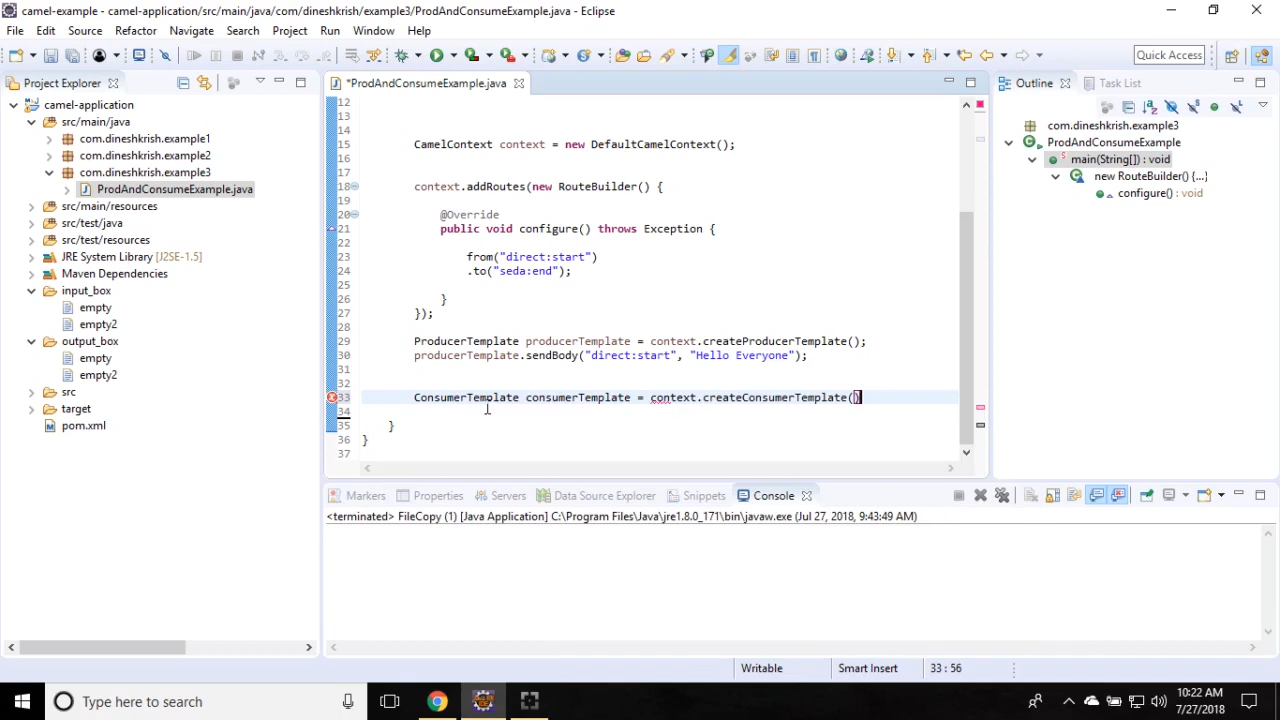 camel-example - camel-application/src/main/java/com/dineshkrish/example3/ProdAndConsumeExample.java - Eclipse
File Edit Source Refactor Navigate Search Project Run Window Help
Quick Access
Project Explorer
*ProdAndConsumeExample.java
Outline
Task List
camel-application
src/main/java
com.dineshkrish.example1
com.dineshkrish.example2
com.dineshkrish.example3
ProdAndConsumeExample.java
src/main/resources
src/test/java
src/test/resources
JRE System Library [J2SE-1.5]
Maven Dependencies
input_box
empty
empty2
output_box
empty
empty2
src
target
pom.xml
12
13
14
15 CamelContext context = new DefaultCamelContext();
16
17
18 context.addRoutes(new RouteBuilder() {
19
20 @Override
21 public void configure() throws Exception {
22
23 from("direct:start")
24 .to("seda:end");
25
26 }
27 });
28
29 ProducerTemplate producerTemplate = context.createProducerTemplate();
30 producerTemplate.sendBody("direct:start", "Hello Everyone");
31
32
33 ConsumerTemplate consumerTemplate = context.createConsumerTemplate()
34
35 }
36 }
37
com.dineshkrish.example3
ProdAndConsumeExample
main(String[]) : void
new RouteBuilder() {...}
configure() : void
Markers Properties Servers Data Source Explorer Snippets Console
<terminated> FileCopy (1) [Java Application] C:\Program Files\Java\jre1.8.0_171\bin\javaw.exe (Jul 27, 2018, 9:43:49 AM)
Writable Smart Insert 33 : 56
Type here to search
10:22 AM
7/27/2018